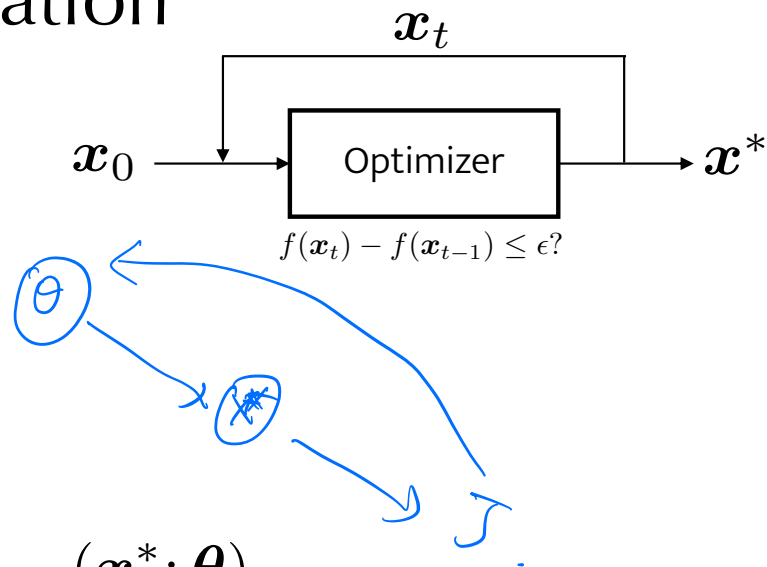 ation
𝒙_t
𝒙_0 Optimizer 𝒙^*
f(𝒙_t) − f(𝒙_{t−1}) ≤ ϵ?
θ
x*
J
(𝒙^*; 𝜽)